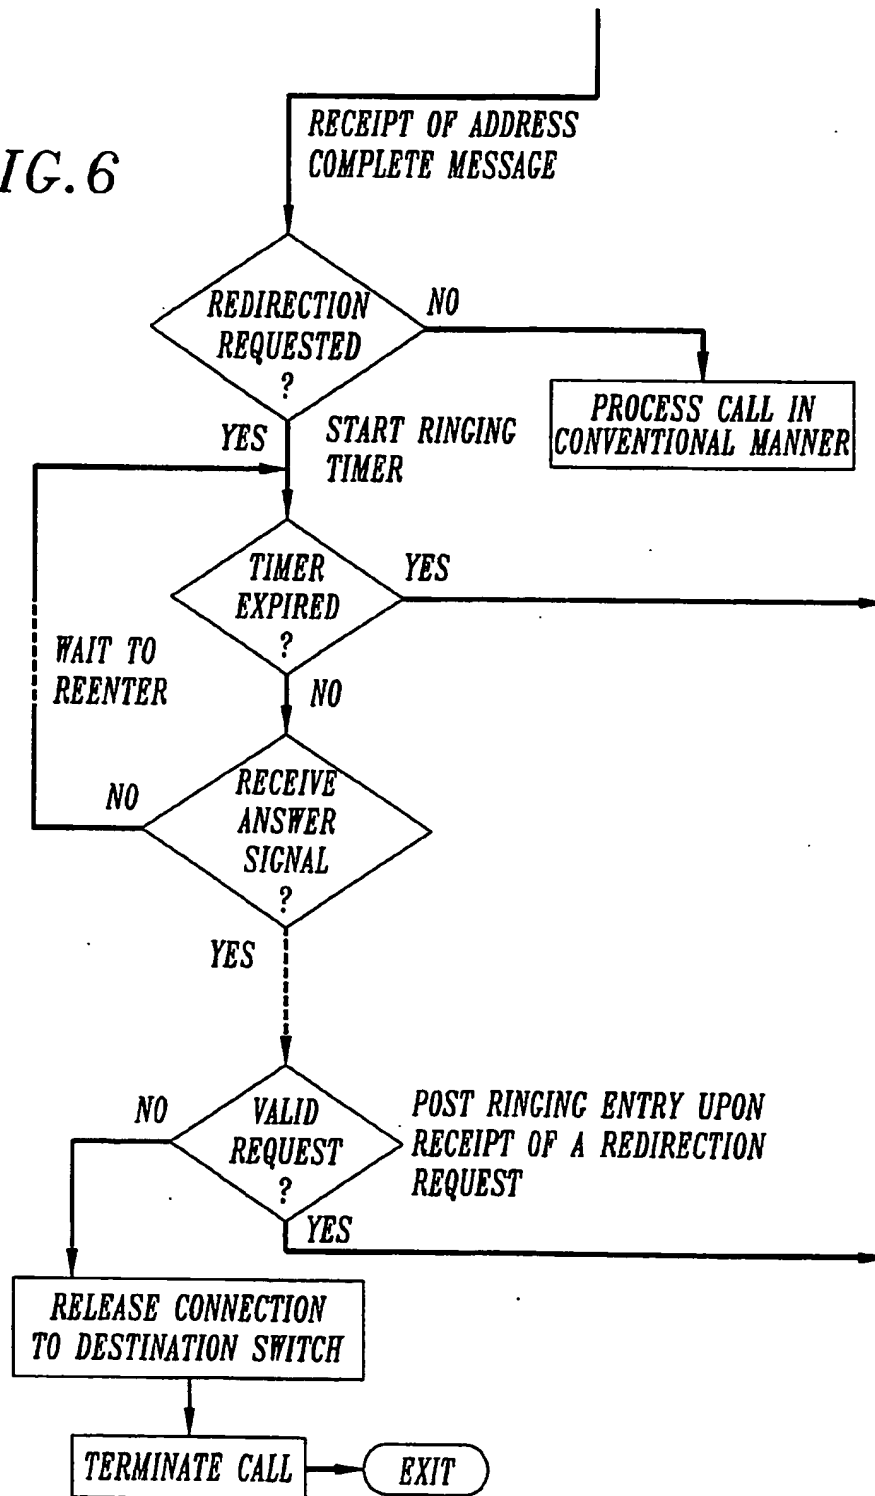 RECEIPT OF ADDRESS
COMPLETE MESSAGE
IG.6
REDIRECTION
REQUESTED
?
NO
PROCESS CALL IN
CONVENTIONAL MANNER
YES
START RINGING
TIMER
TIMER
EXPIRED
?
YES
WAIT TO
REENTER
NO
RECEIVE
ANSWER
SIGNAL
?
NO
YES
VALID
REQUEST
?
NO
POST RINGING ENTRY UPON
RECEIPT OF A REDIRECTION
REQUEST
YES
RELEASE CONNECTION
TO DESTINATION SWITCH
TERMINATE CALL
EXIT